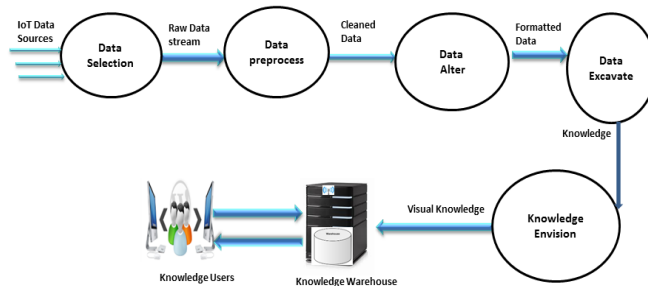 IoT Data
Sources
Data
Selection
Raw Data
stream
Data
preprocess
Cleaned
Data
Data
Alter
Formatted
Data
Data
Excavate
Knowledge
Knowledge
Envision
Visual Knowledge
Knowledge Warehouse
Knowledge Users